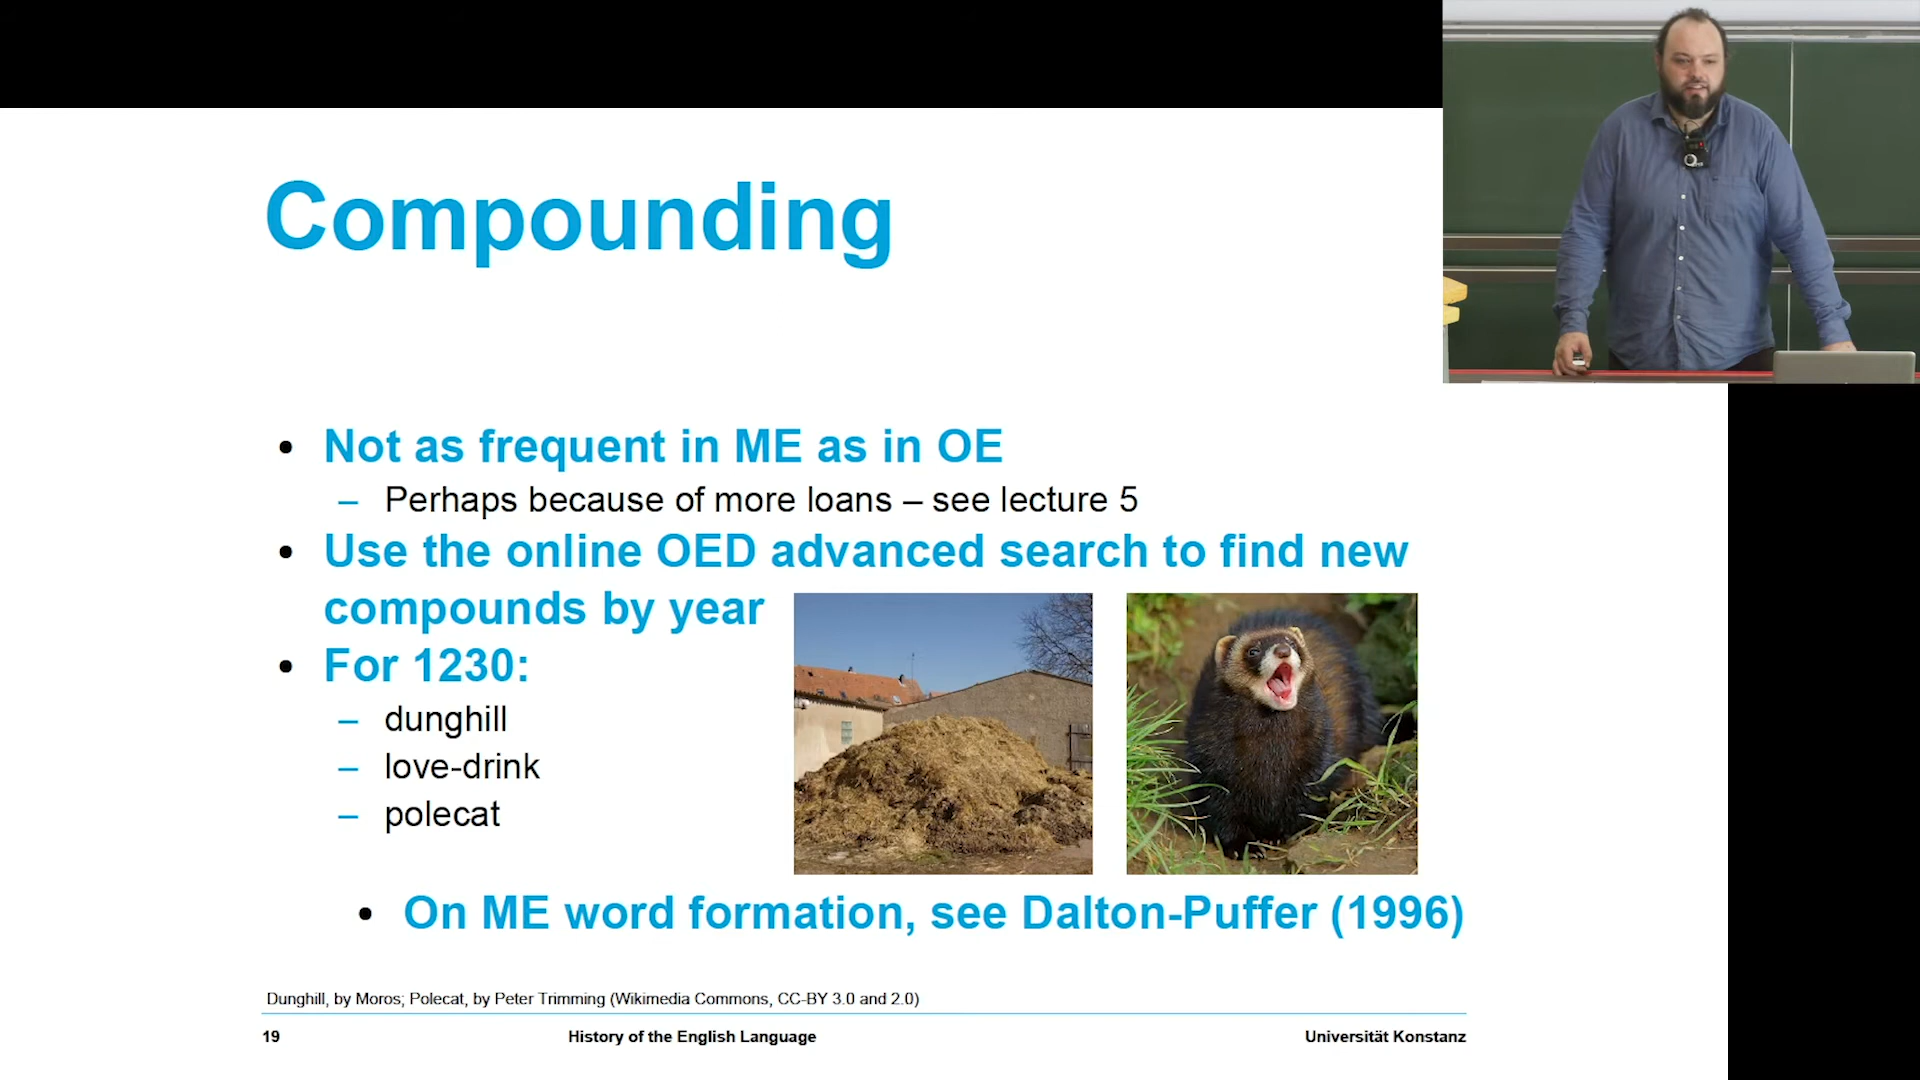 Compounding
• Not as frequent in ME as in OE
– Perhaps because of more loans – see lecture 5
• Use the online OED advanced search to find new
compounds by year
• For 1230:
– dunghill
– love-drink
– polecat
• On ME word formation, see Dalton-Puffer (1996)
Dunghill, by Moros; Polecat, by Peter Trimming (Wikimedia Commons, CC-BY 3.0 and 2.0)
19 History of the English Language Universität Konstanz